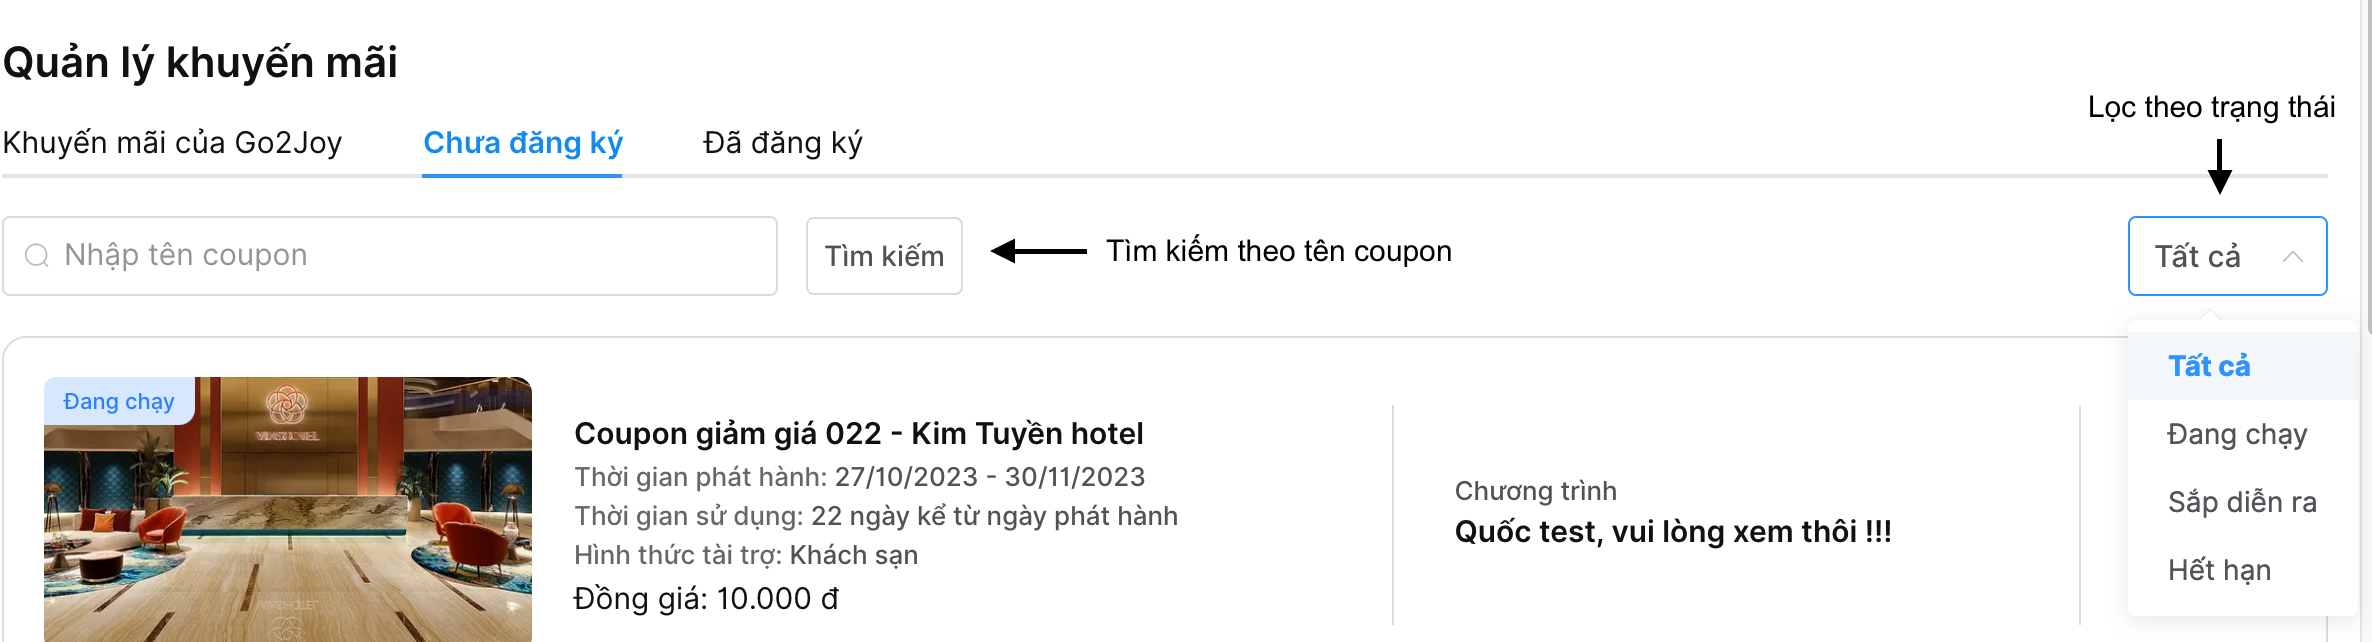 Quản lý khuyến mãi
Lọc theo trạng thái
Khuyến mãi của Go2Joy
Chưa đăng ký
Đã đăng ký
Nhập tên coupon
Tìm kiếm
Tìm kiếm theo tên coupon
Tất cả
Tất cả
Đang chạy
Sắp diễn ra
Hết hạn
Đang chạy
Coupon giảm giá 022 - Kim Tuyền hotel
Thời gian phát hành: 27/10/2023 - 30/11/2023
Thời gian sử dụng: 22 ngày kể từ ngày phát hành
Hình thức tài trợ: Khách sạn
Đồng giá: 10.000 đ
Chương trình
Quốc test, vui lòng xem thôi !!!